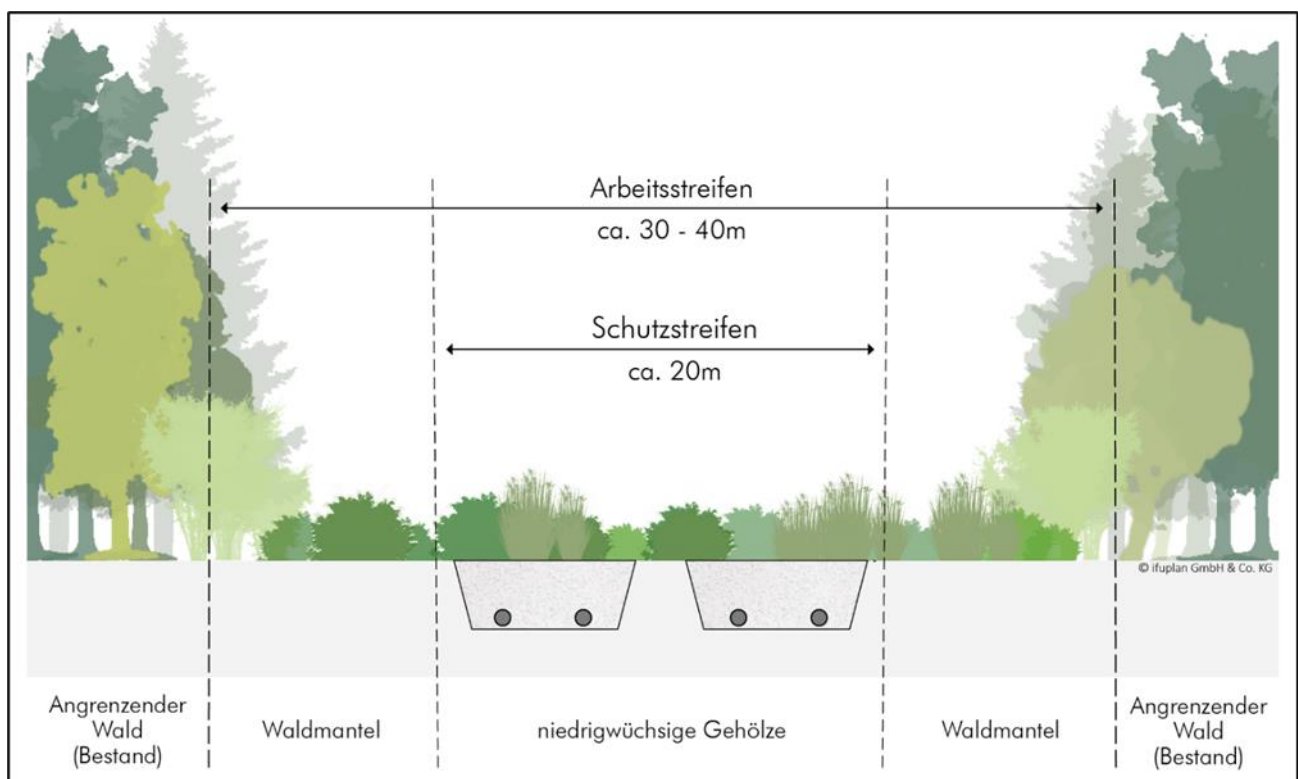 Arbeitsstreifen
ca. 30 - 40m
Schutzstreifen
ca. 20m
© ifuplan GmbH & Co. KG
Angrenzender
Wald
(Bestand)
Waldmantel
niedrigwüchsige Gehölze
Waldmantel
Angrenzender
Wald
(Bestand)